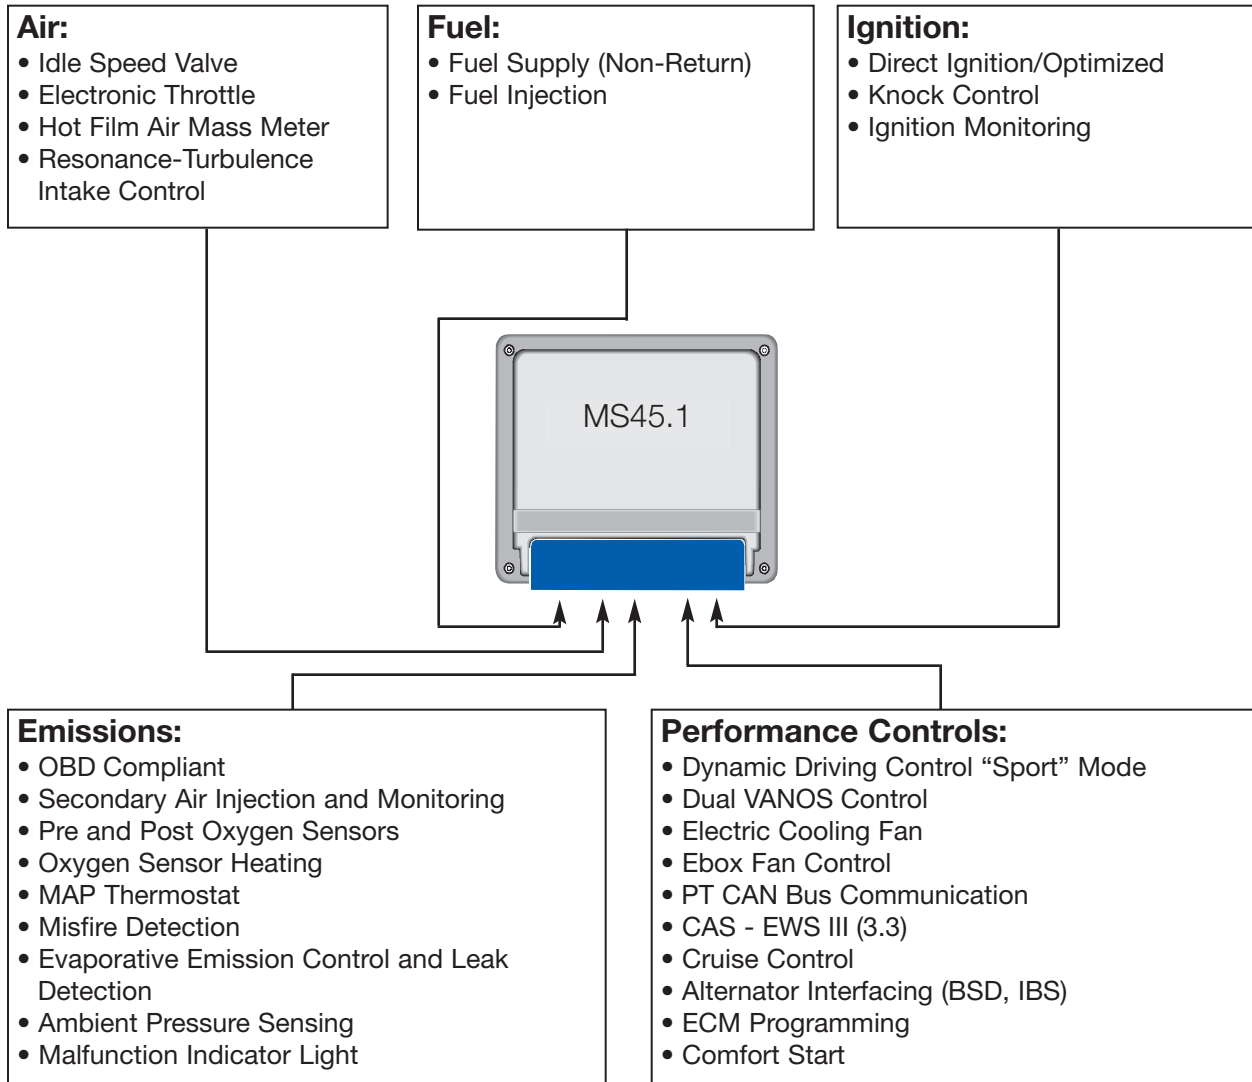 Air:
• Idle Speed Valve
• Electronic Throttle
• Hot Film Air Mass Meter
• Resonance-Turbulence
Intake Control
Fuel:
• Fuel Supply (Non-Return)
• Fuel Injection
Ignition:
• Direct Ignition/Optimized
• Knock Control
• Ignition Monitoring
MS45.1
Emissions:
• OBD Compliant
• Secondary Air Injection and Monitoring
• Pre and Post Oxygen Sensors
• Oxygen Sensor Heating
• MAP Thermostat
• Misfire Detection
• Evaporative Emission Control and Leak
Detection
• Ambient Pressure Sensing
• Malfunction Indicator Light
Performance Controls:
• Dynamic Driving Control “Sport” Mode
• Dual VANOS Control
• Electric Cooling Fan
• Ebox Fan Control
• PT CAN Bus Communication
• CAS - EWS III (3.3)
• Cruise Control
• Alternator Interfacing (BSD, IBS)
• ECM Programming
• Comfort Start